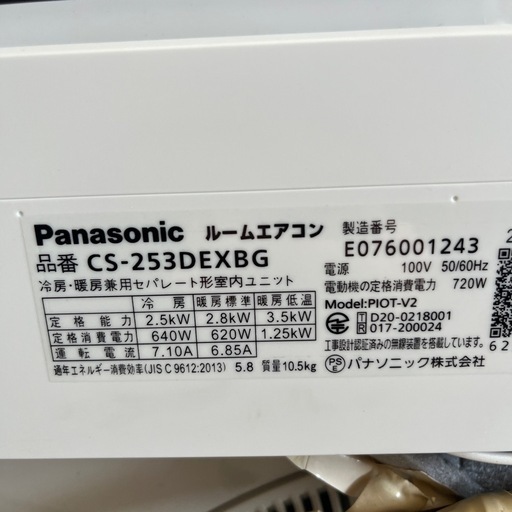 Panasonic ルームエアコン
製造番号
E076001243
品番 CS-253DEXBG
冷房・暖房兼用セパレート形室内ユニット
電源 100V 50/60Hz
電動機の定格消費電力 720W
冷房 暖房標準 暖房低温
定格能力 2.5kW 2.8kW 3.5kW
定格消費電力 640W 620W 1.25kW
運転電流 7.10A 6.85A
通年エネルギー消費効率(JIS C 9612:2013) 5.8 質量10.5kg
Model:PIOT-V2
T D20-0218001
R 017-200024
工事設計認証済みの無線装置を搭載しています。
PSE パナソニック株式会社
2
62